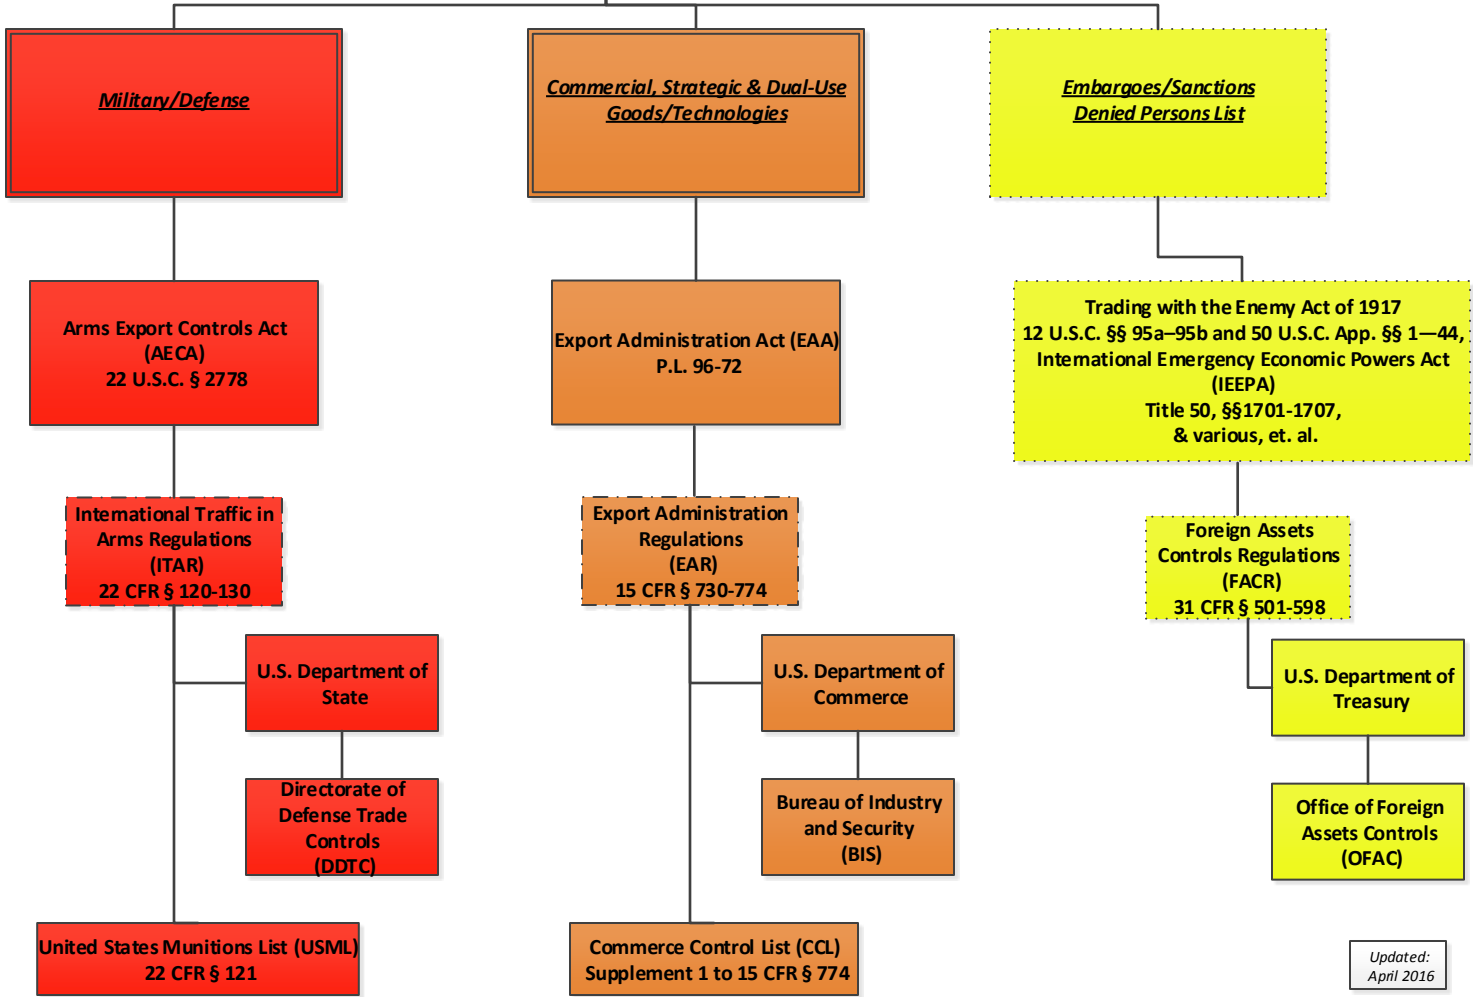 Military/Defense
Commercial, Strategic & Dual-Use
Goods/Technologies
Embargoes/Sanctions
Denied Persons List
Arms Export Controls Act
(AECA)
22 U.S.C. § 2778
Export Administration Act (EAA)
P.L. 96-72
Trading with the Enemy Act of 1917
12 U.S.C. §§ 95a–95b and 50 U.S.C. App. §§ 1—44,
International Emergency Economic Powers Act
(IEEPA)
Title 50, §§1701-1707,
& various, et. al.
International Traffic in
Arms Regulations
(ITAR)
22 CFR § 120-130
Export Administration
Regulations
(EAR)
15 CFR § 730-774
Foreign Assets
Controls Regulations
(FACR)
31 CFR § 501-598
U.S. Department of
State
U.S. Department of
Commerce
U.S. Department of
Treasury
Directorate of
Defense Trade
Controls
(DDTC)
Bureau of Industry
and Security
(BIS)
Office of Foreign
Assets Controls
(OFAC)
United States Munitions List (USML)
22 CFR § 121
Commerce Control List (CCL)
Supplement 1 to 15 CFR § 774
Updated:
April 2016